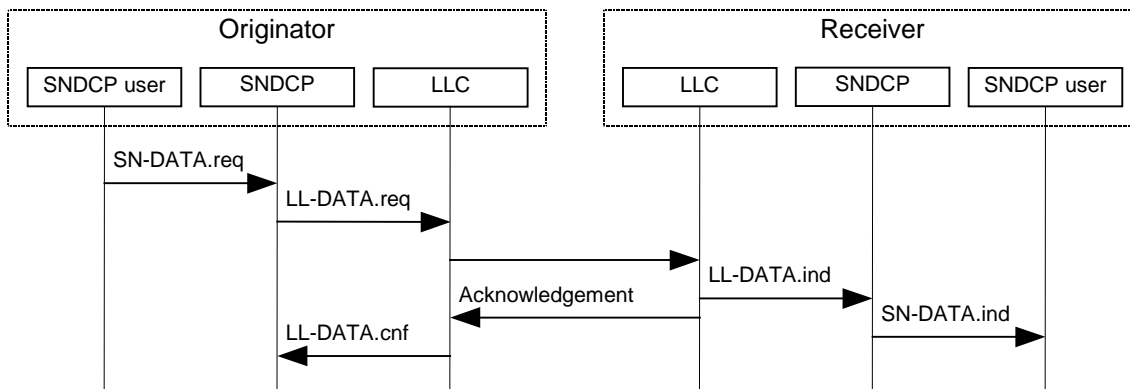 Originator
Receiver
SNDCP user
SNDCP
LLC
LLC
SNDCP
SNDCP user
SN-DATA.req
LL-DATA.req
LL-DATA.ind
Acknowledgement
SN-DATA.ind
LL-DATA.cnf